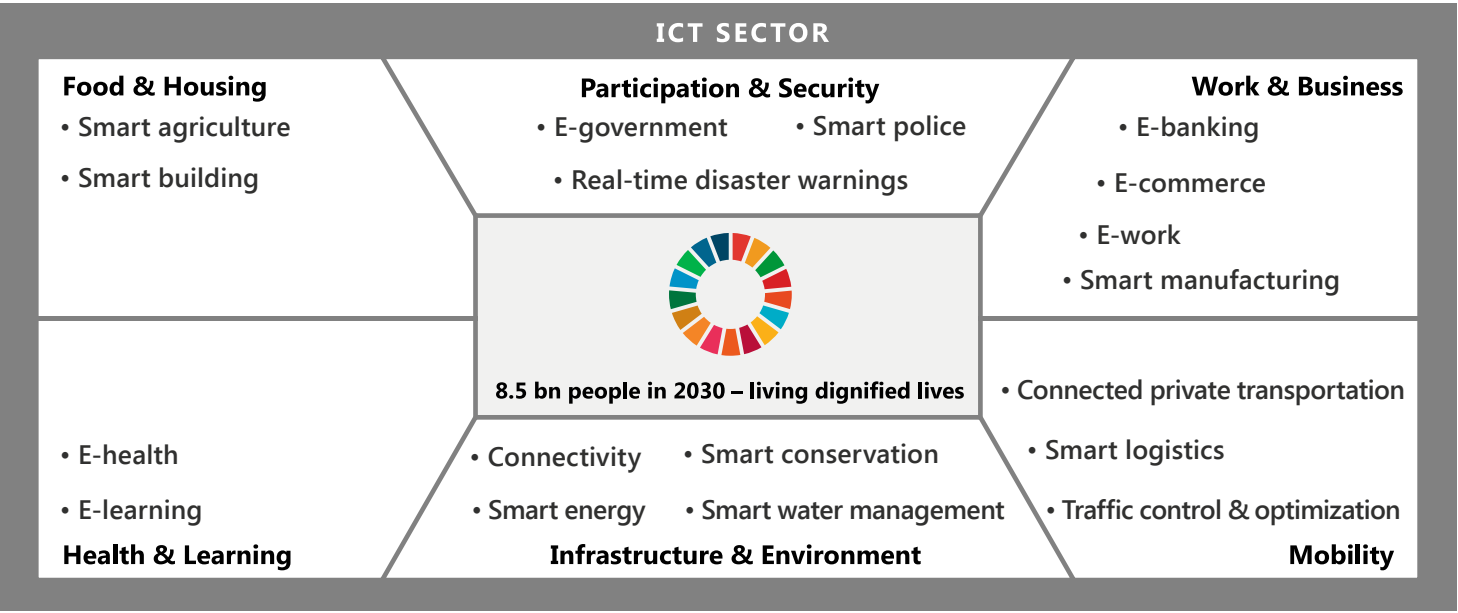 ICT SECTOR
Food & Housing
• Smart agriculture
• Smart building
Participation & Security
• E-government • Smart police
• Real-time disaster warnings
Work & Business
• E-banking
• E-commerce
• E-work
• Smart manufacturing
8.5 bn people in 2030 – living dignified lives
• E-health
• E-learning
Health & Learning
• Connectivity • Smart conservation
• Smart energy • Smart water management
Infrastructure & Environment
• Connected private transportation
• Smart logistics
• Traffic control & optimization
Mobility